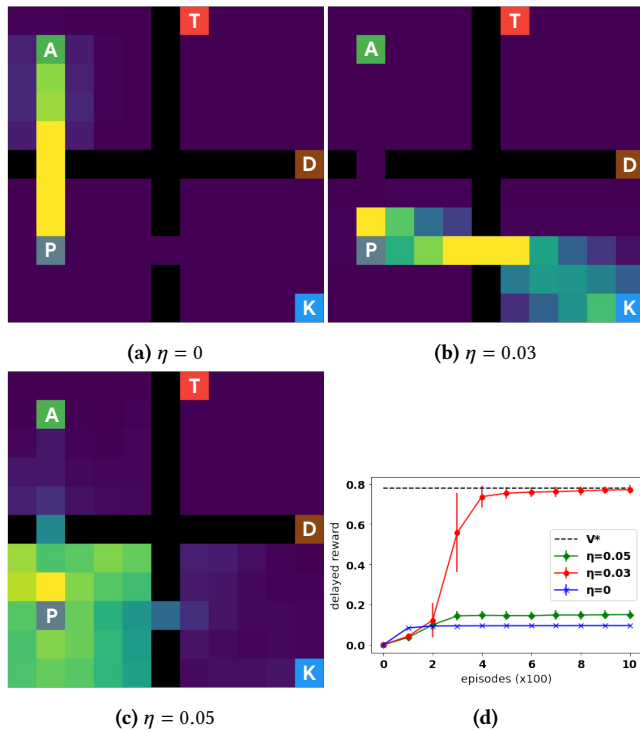 T
A
D
P
K
(a) η = 0
T
A
D
P
K
(b) η = 0.03
T
A
D
P
K
(c) η = 0.05
0.8
0.6
0.4
0.2
0.0
delayed reward
V*
η=0.05
η=0.03
η=0
0 2 4 6 8 10
episodes (x100)
(d)